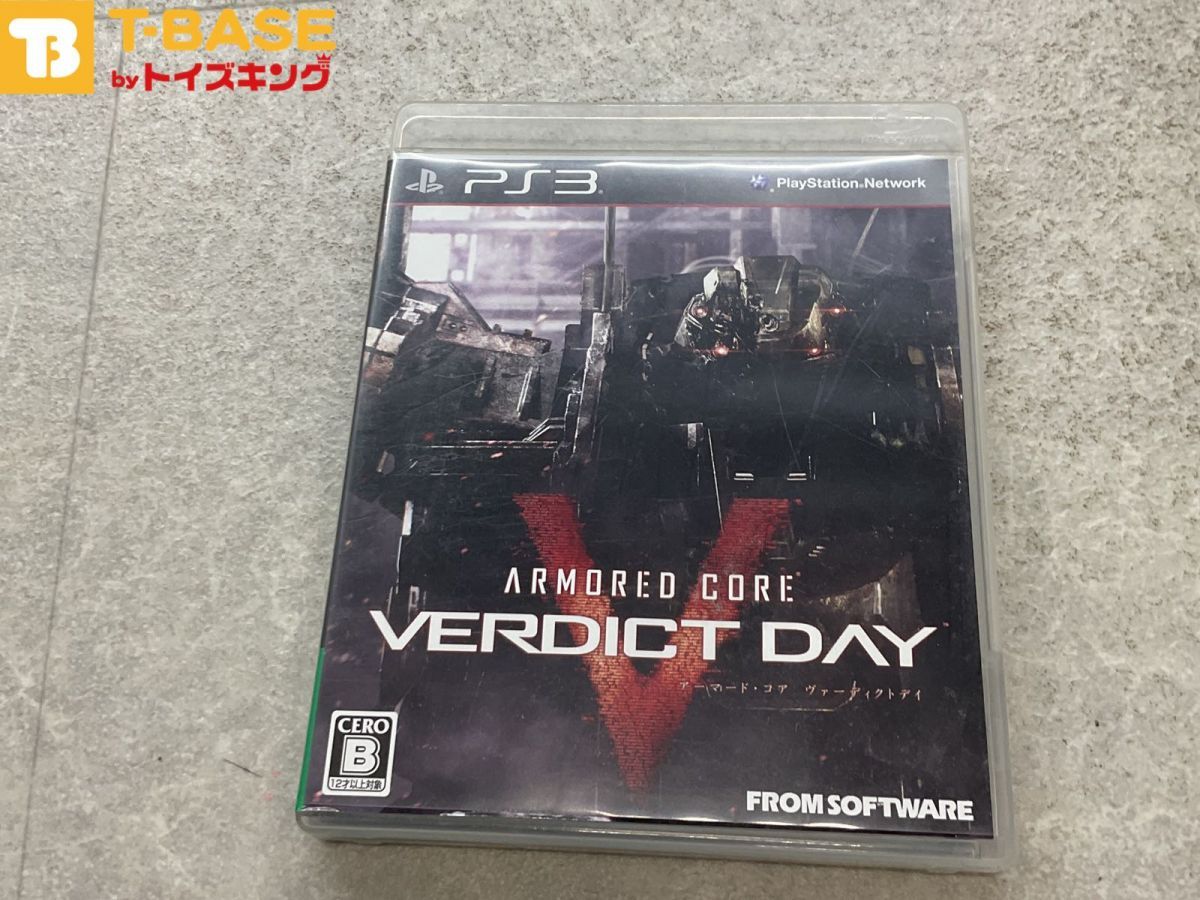 T-BASE
by トイズキング
PS3
PlayStation®Network
ARMORED CORE
VERDICT DAY
アーマード・コア ヴァーディクトデイ
CERO
B
12才以上対象
FROM SOFTWARE